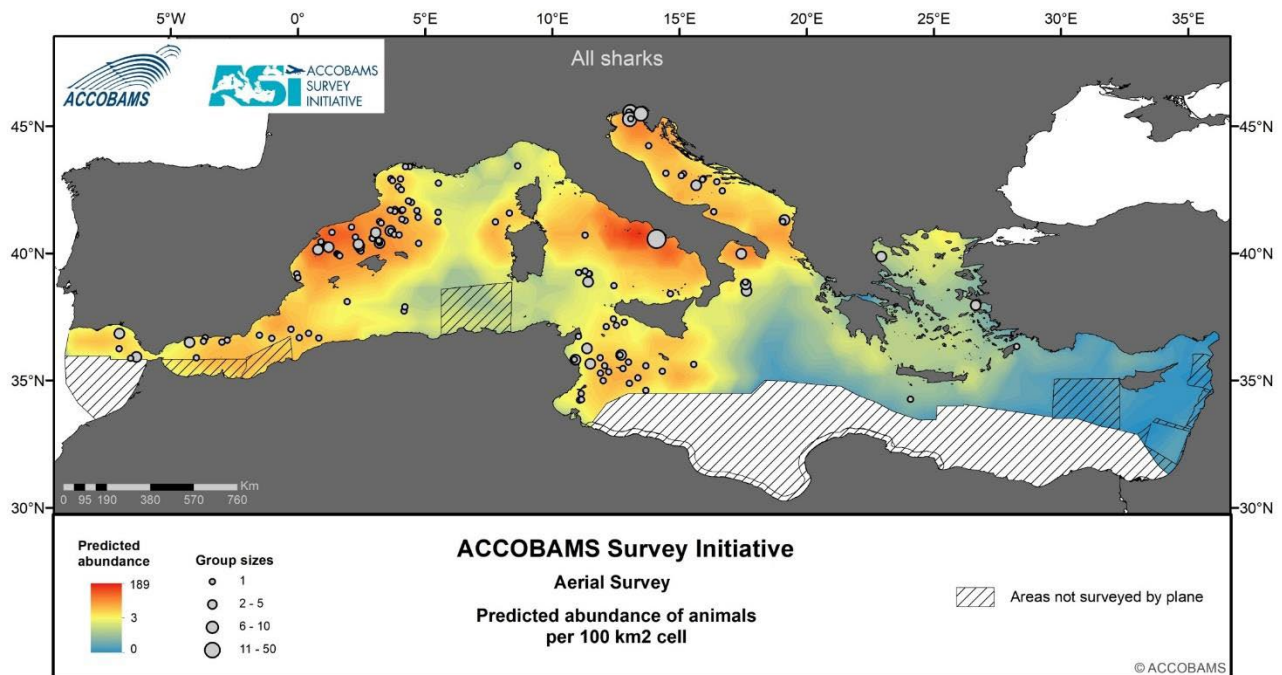 5°W 0° 5°E 10°E 15°E 20°E 25°E 30°E 35°E
All sharks
ACCOBAMS
ASI
ACCOBAMS
SURVEY
INITIATIVE
45°N 45°N
40°N 40°N
35°N 35°N
Km
0 95 190 380 570 760
30°N 30°N
Predicted
abundance
189
3
0
Group sizes
1
2 - 5
6 - 10
11 - 50
ACCOBAMS Survey Initiative
Aerial Survey
Predicted abundance of animals
per 100 km2 cell
Areas not surveyed by plane
© ACCOBAMS